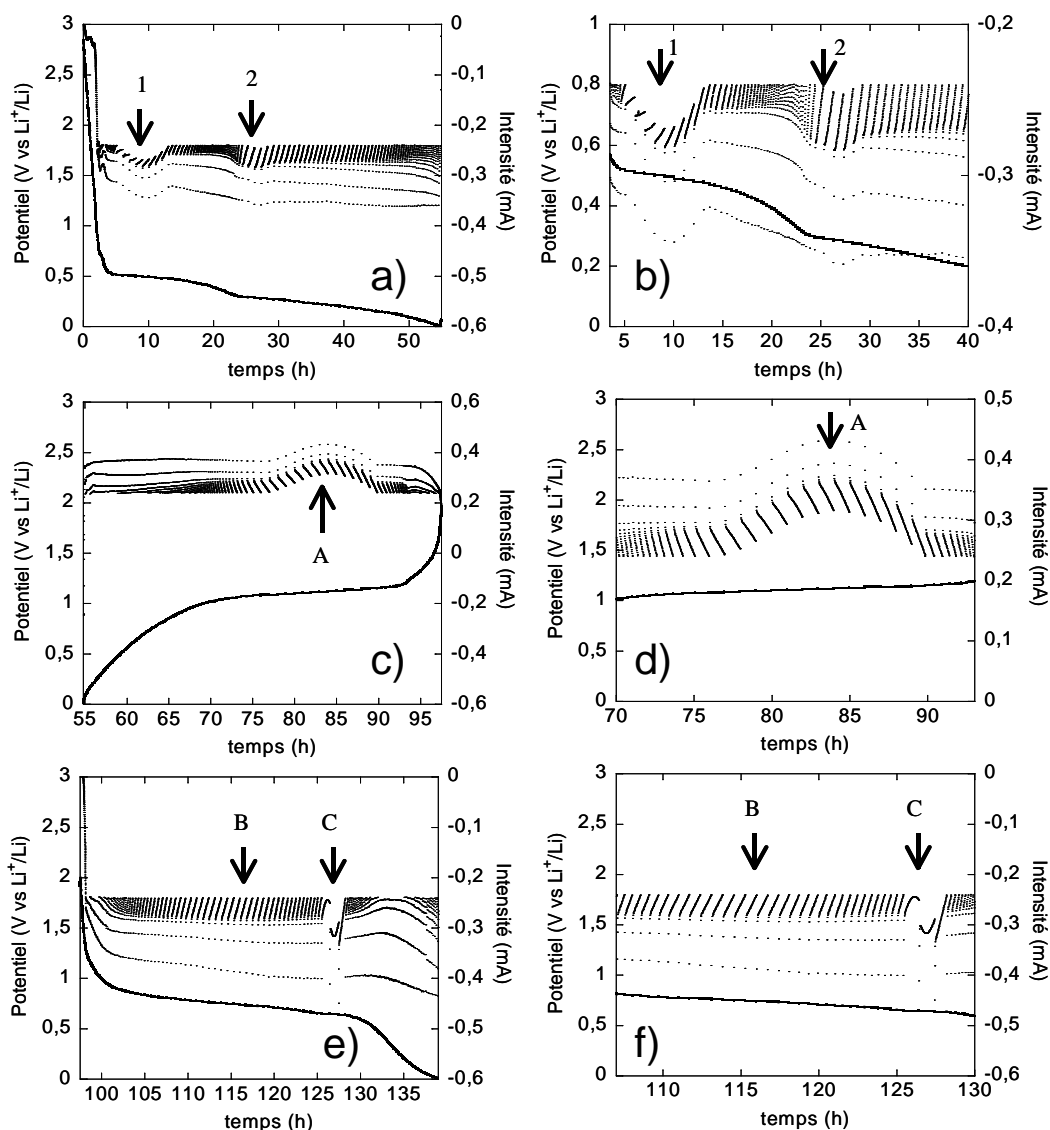 Potentiel (V vs Li+/Li)
3
2,5
2
1,5
1
0,5
0
1
2
a)
0
-0,1
-0,2
-0,3
-0,4
-0,5
-0,6
Intensité (mA)
0 10 20 30 40 50
temps (h)
Potentiel (V vs Li+/Li)
1
0,8
0,6
0,4
0,2
0
1
2
b)
-0,2
-0,3
-0,4
Intensité (mA)
5 10 15 20 25 30 35 40
temps (h)
Potentiel (V vs Li+/Li)
3
2,5
2
1,5
1
0,5
0
A
c)
0,6
0,4
0,2
0
-0,2
-0,4
-0,6
Intensité (mA)
55 60 65 70 75 80 85 90 95
temps (h)
Potentiel (V vs Li+/Li)
3
2,5
2
1,5
1
0,5
0
A
d)
0,5
0,4
0,3
0,2
0,1
0
Intensité (mA)
70 75 80 85 90
temps (h)
Potentiel (V vs Li+/Li)
3
2,5
2
1,5
1
0,5
0
B
C
e)
0
-0,1
-0,2
-0,3
-0,4
-0,5
-0,6
Intensité (mA)
100 105 110 115 120 125 130 135
temps (h)
Potentiel (V vs Li+/Li)
3
2,5
2
1,5
1
0,5
0
B
C
f)
0
-0,1
-0,2
-0,3
-0,4
-0,5
-0,6
Intensité (mA)
110 115 120 125 130
temps (h)